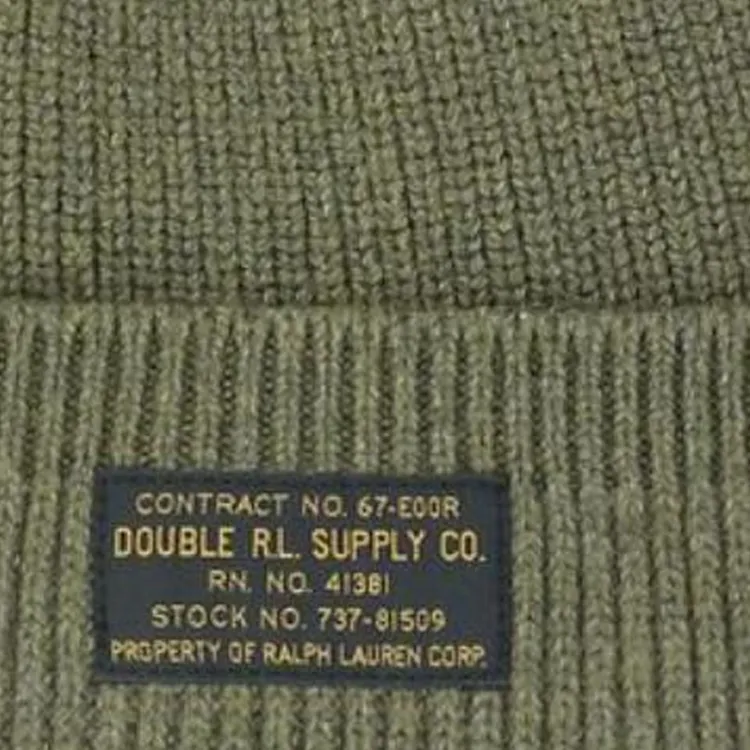 CONTRACT NO. 67-E00R
DOUBLE R.L. SUPPLY CO.
RN. NO. 41381
STOCK NO. 737-81509
PROPERTY OF RALPH LAUREN CORP.